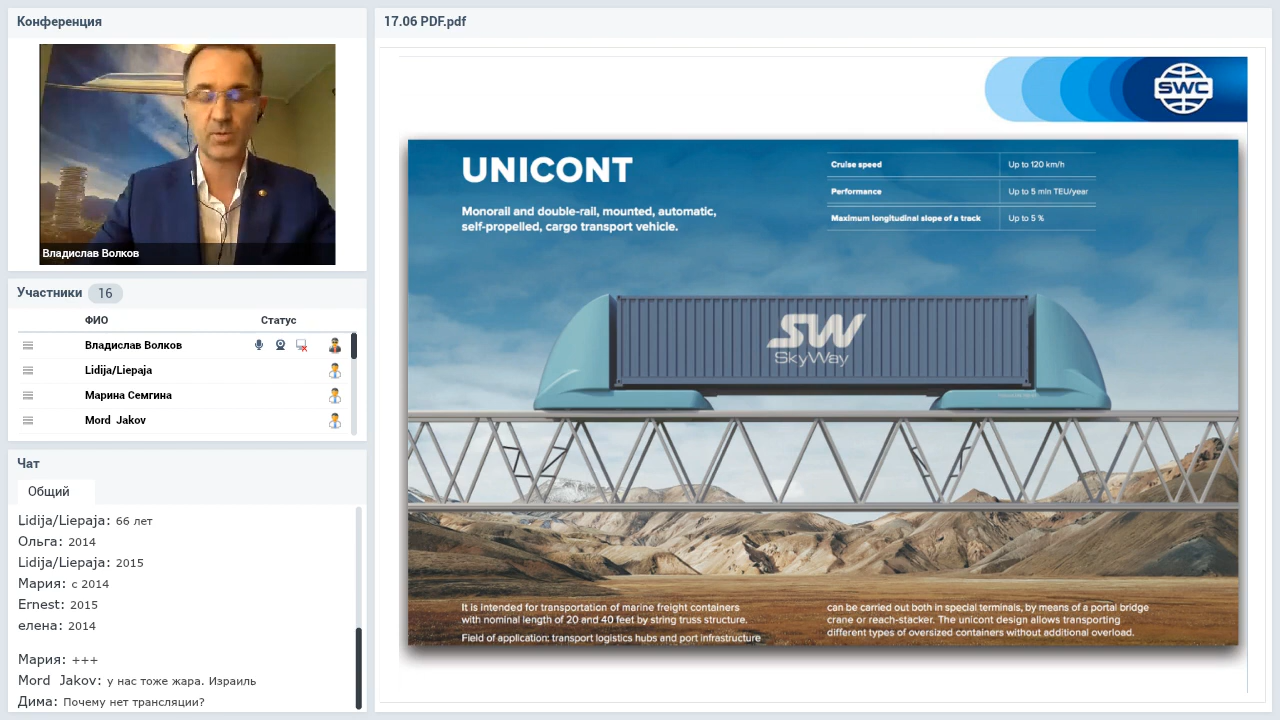 Конференция
Владислав Волков
Участники 16
ФИО Статус
Владислав Волков
Lidija/Liepaja
Марина Семгина
Mord Jakov
Чат
Общий
Lidija/Liepaja: 66 лет
Ольга: 2014
Lidija/Liepaja: 2015
Мария: с 2014
Ernest: 2015
елена: 2014
Мария: +++
Mord Jakov: у нас тоже жара. Израиль
Дима: Почему нет трансляции?
17.06 PDF.pdf
SWC
UNICONT
Monorail and double-rail, mounted, automatic,
self-propelled, cargo transport vehicle.
Cruise speed Up to 120 km/h
Performance Up to 5 mln TEU/year
Maximum longitudinal slope of a track Up to 5 %
SW
SkyWay
It is intended for transportation of marine freight containers
with nominal length of 20 and 40 feet by string truss structure.
Field of application: transport logistics hubs and port infrastructure
can be carried out both in special terminals, by means of a portal bridge
crane or reach-stacker. The unicont design allows transporting
different types of oversized containers without additional overload.